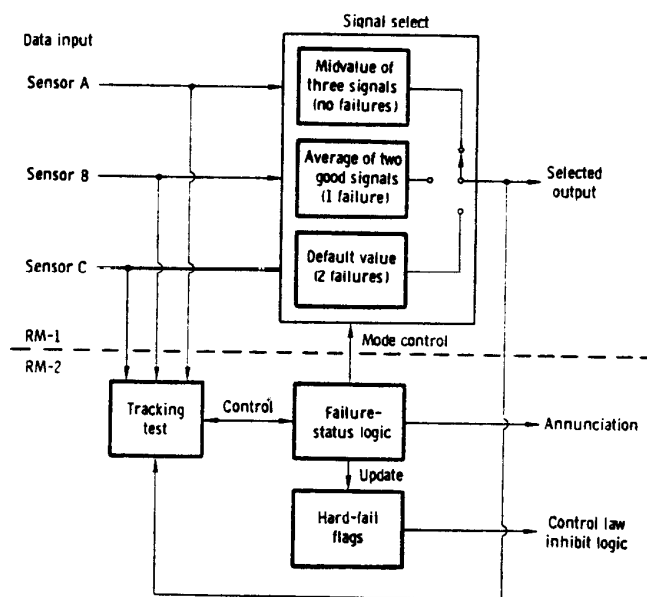 Signal select
Data input
Sensor A
Midvalue of
three signals
(no failures)
Sensor B
Average of two
good signals
(1 failure)
Selected
output
Sensor C
Default value
(2 failures)
RM-1
Mode control
RM-2
Tracking
test
Control
Failure-
status logic
Annunciation
Update
Hard-fail
flags
Control law
inhibit logic